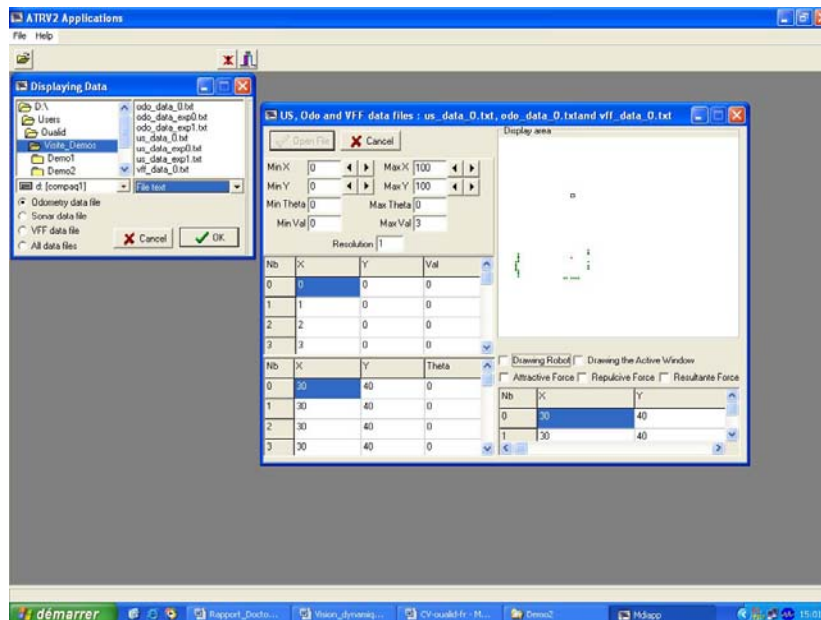 ATRV2 Applications
File Help
Displaying Data
D:\
Users
Oualid
Visite_Demos
Demo1
Demo2
odo_data_0.txt
odo_data_exp0.txt
odo_data_exp1.txt
us_data_0.txt
us_data_exp0.txt
us_data_exp1.txt
vff_data_0.txt
d: [compaq1]
File text
Odometry data file
Sonar data file
VFF data file
All data files
Cancel
OK
US, Odo and VFF data files : us_data_0.txt, odo_data_0.txtand vff_data_0.txt
Open File
Cancel
Display area
Min X 0 Max X 100
Min Y 0 Max Y 100
Min Theta 0 Max Theta 0
Min Val 0 Max Val 3
Resolution 1
Nb X Y Val
0 0 0 0
1 1 0 0
2 2 0 0
3 3 0 0
Nb X Y Theta
0 30 40 0
1 30 40 0
2 30 40 0
3 30 40 0
Drawing Robot Drawing the Active Window
Attractive Force Repulcive Force Resultante Force
Nb X Y
0 30 40
1 30 40
démarrer
Rapport_Docto...
Vision_dynamiq...
CV-oualid-fr - M...
Demo2
Mdiapp
15:01